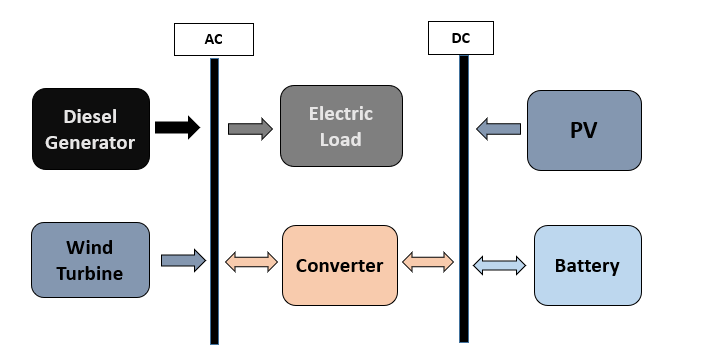 AC
DC
Diesel
Generator
Electric
Load
PV
Wind
Turbine
Converter
Battery